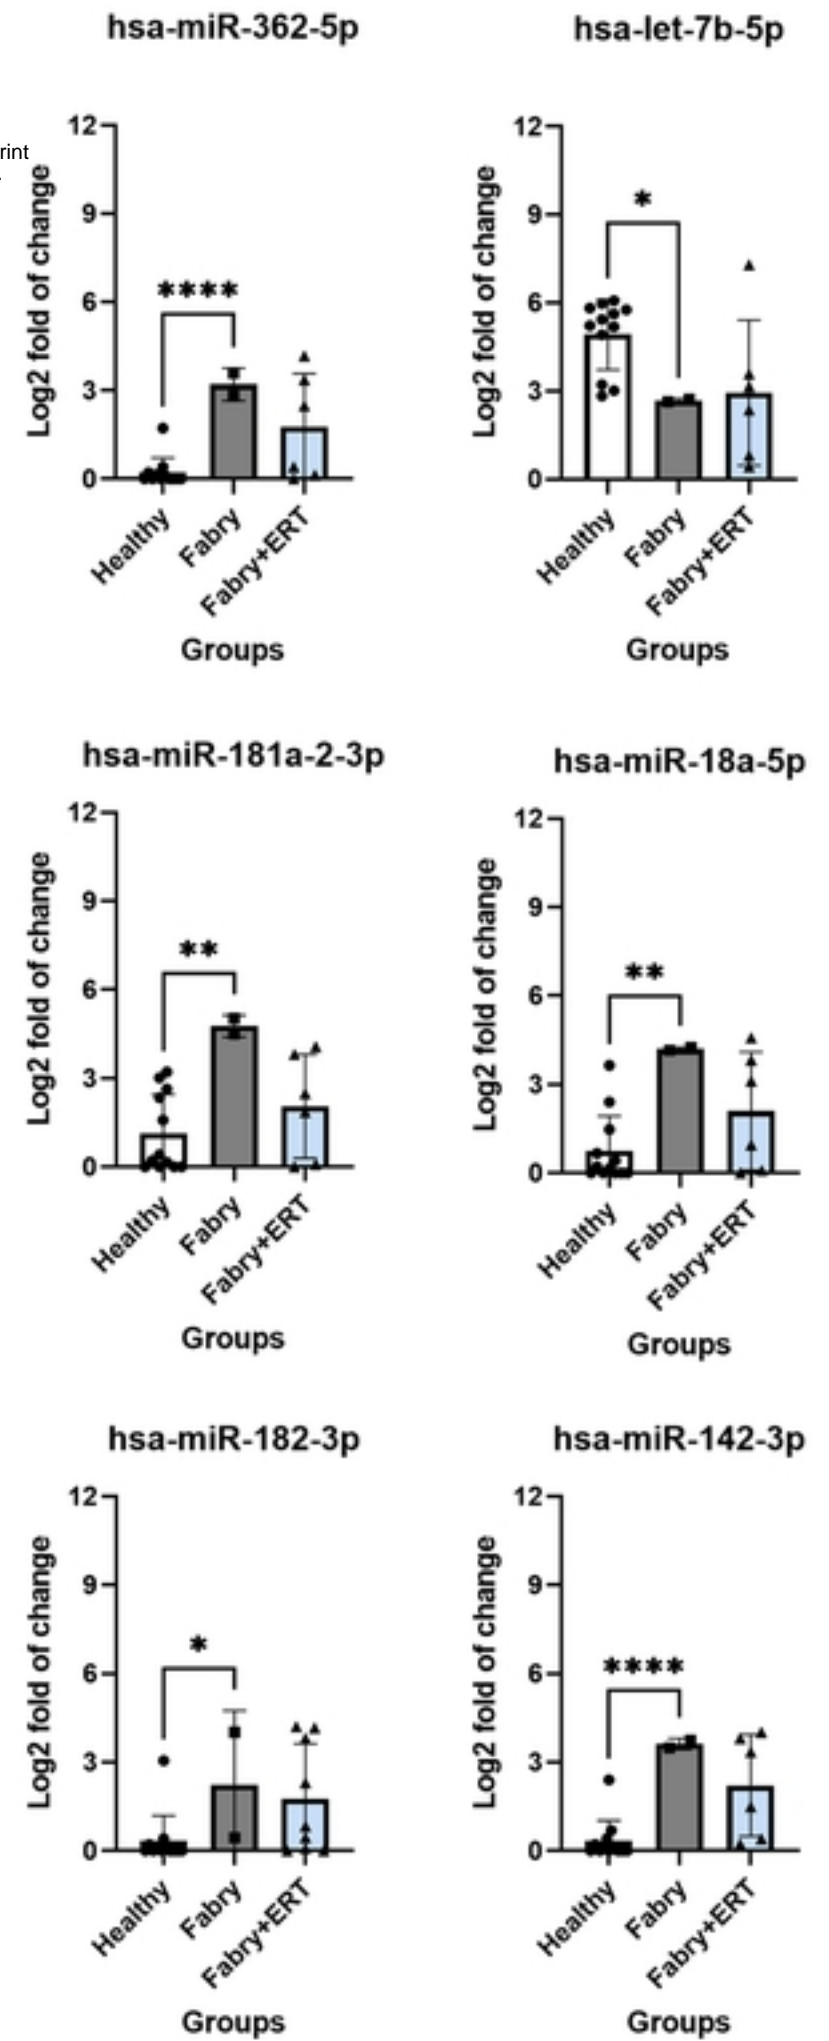 hsa-miR-362-5p
rint
Log2 fold of change
12
9
6
3
0
****
Healthy
Fabry
Fabry+ERT
Groups
hsa-let-7b-5p
Log2 fold of change
12
9
6
3
0
*
Healthy
Fabry
Fabry+ERT
Groups
hsa-miR-181a-2-3p
Log2 fold of change
12
9
6
3
0
**
Healthy
Fabry
Fabry+ERT
Groups
hsa-miR-18a-5p
Log2 fold of change
12
9
6
3
0
**
Healthy
Fabry
Fabry+ERT
Groups
hsa-miR-182-3p
Log2 fold of change
12
9
6
3
0
*
Healthy
Fabry
Fabry+ERT
Groups
hsa-miR-142-3p
Log2 fold of change
12
9
6
3
0
****
Healthy
Fabry
Fabry+ERT
Groups